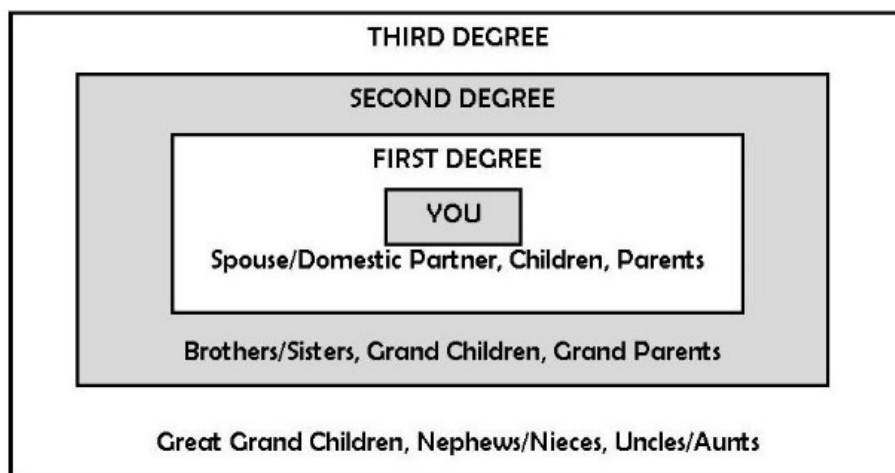 THIRD DEGREE
SECOND DEGREE
FIRST DEGREE
YOU
Spouse/Domestic Partner, Children, Parents
Brothers/Sisters, Grand Children, Grand Parents
Great Grand Children, Nephews/Nieces, Uncles/Aunts